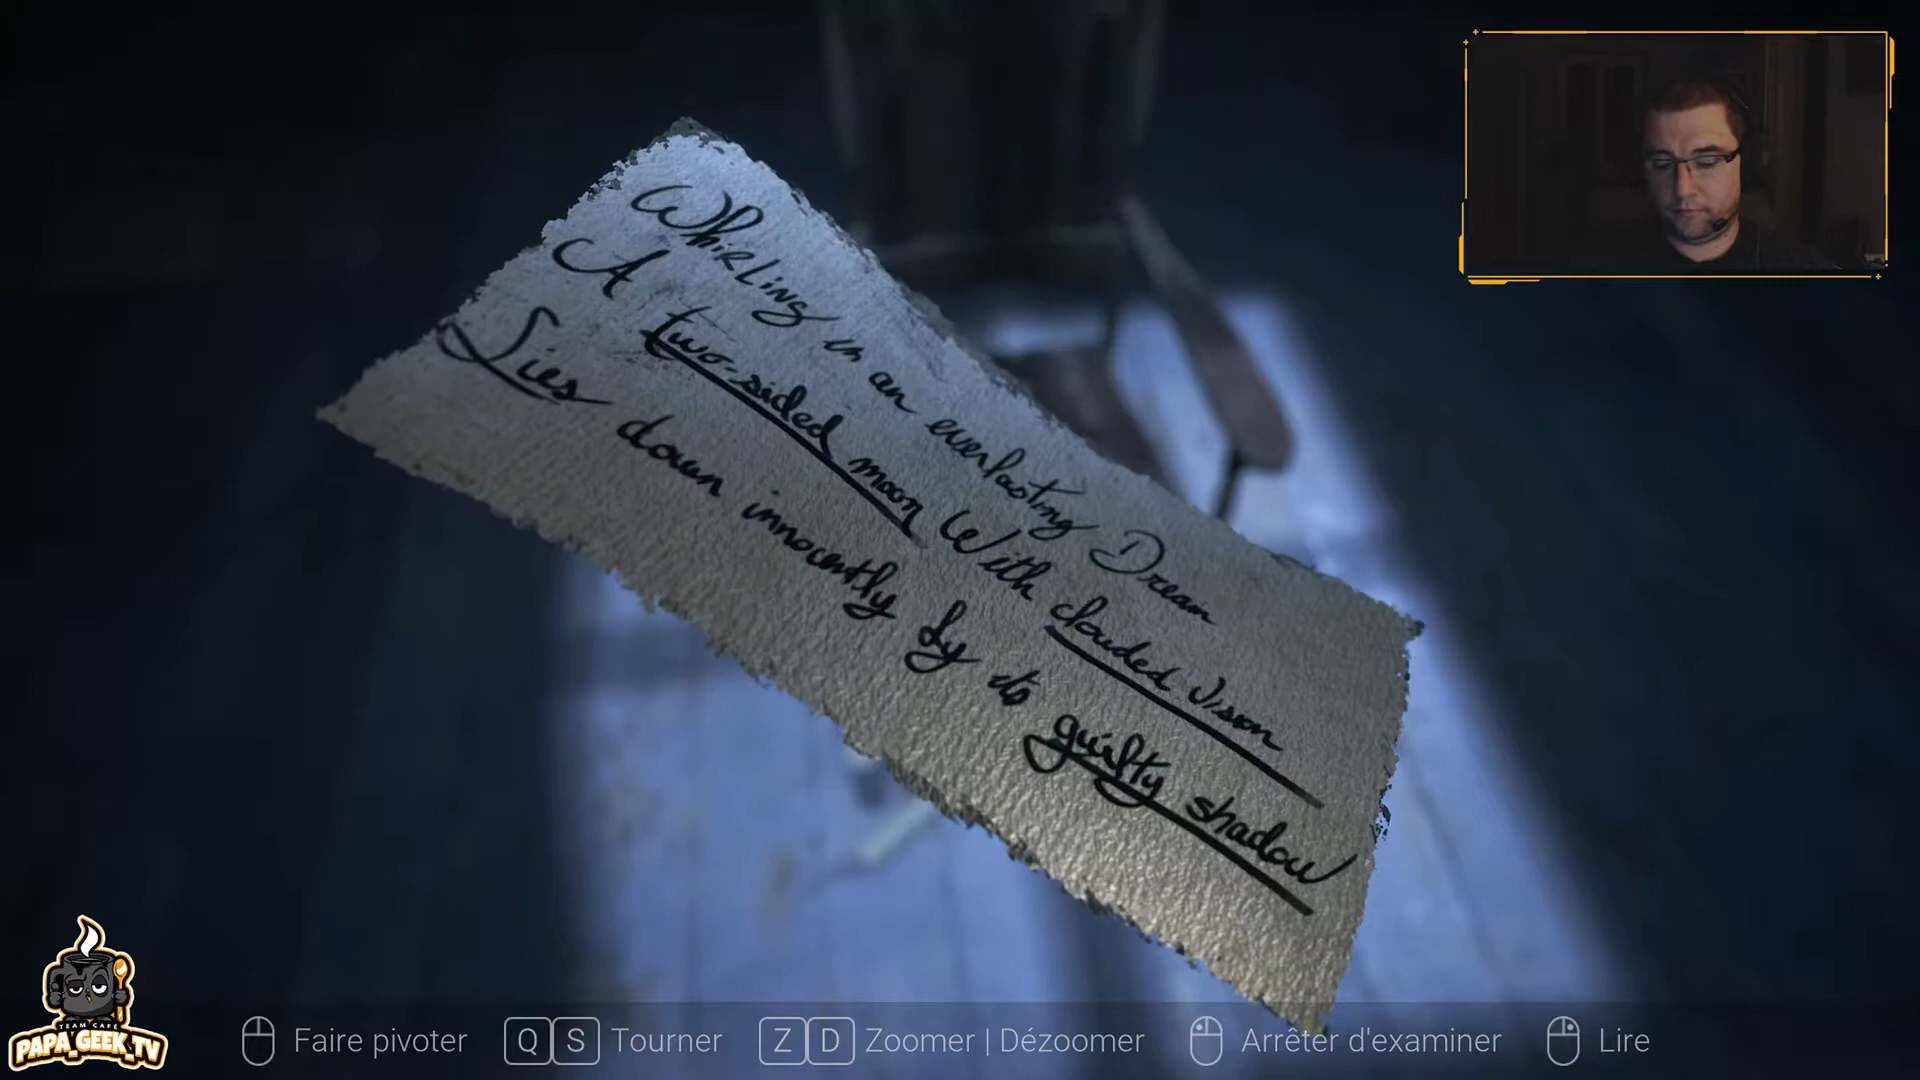 Whirling in an everlasting Dream
A two-sided moon With clouded vision
Lies down innocently by its guilty shadow
TEAM CAFÉ
PAPA_GEEK_TV
Faire pivoter
Q S Tourner
Z D Zoomer | Dézoomer
Arrêter d'examiner
Lire